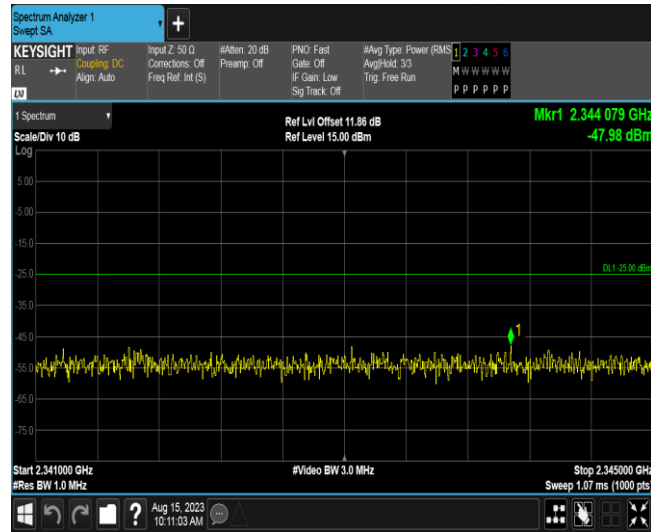 Spectrum Analyzer 1
Swept SA
+
KEYSIGHT Input: RF
RL Coupling: DC
Align: Auto
LXI
Input Z: 50 Ω
Corrections: Off
Freq Ref: Int (S)
#Atten: 20 dB
Preamp: Off
PNO: Fast
Gate: Off
IF Gain: Low
Sig Track: Off
#Avg Type: Power (RMS
Avg|Hold: 3/3
Trig: Free Run
1 2 3 4 5 6
M W W W W W
P P P P P P
1 Spectrum
Scale/Div 10 dB
Log
Ref Lvl Offset 11.86 dB
Ref Level 15.00 dBm
Mkr1 2.344 079 GHz
-47.98 dBm
5.00
-5.00
-15.0
-25.0
DL1 -25.00 dBm
-35.0
-45.0
1
-55.0
-65.0
-75.0
Start 2.341000 GHz
#Video BW 3.0 MHz
Stop 2.345000 GHz
#Res BW 1.0 MHz
Sweep 1.07 ms (1000 pts)
?
Aug 15, 2023
10:11:03 AM